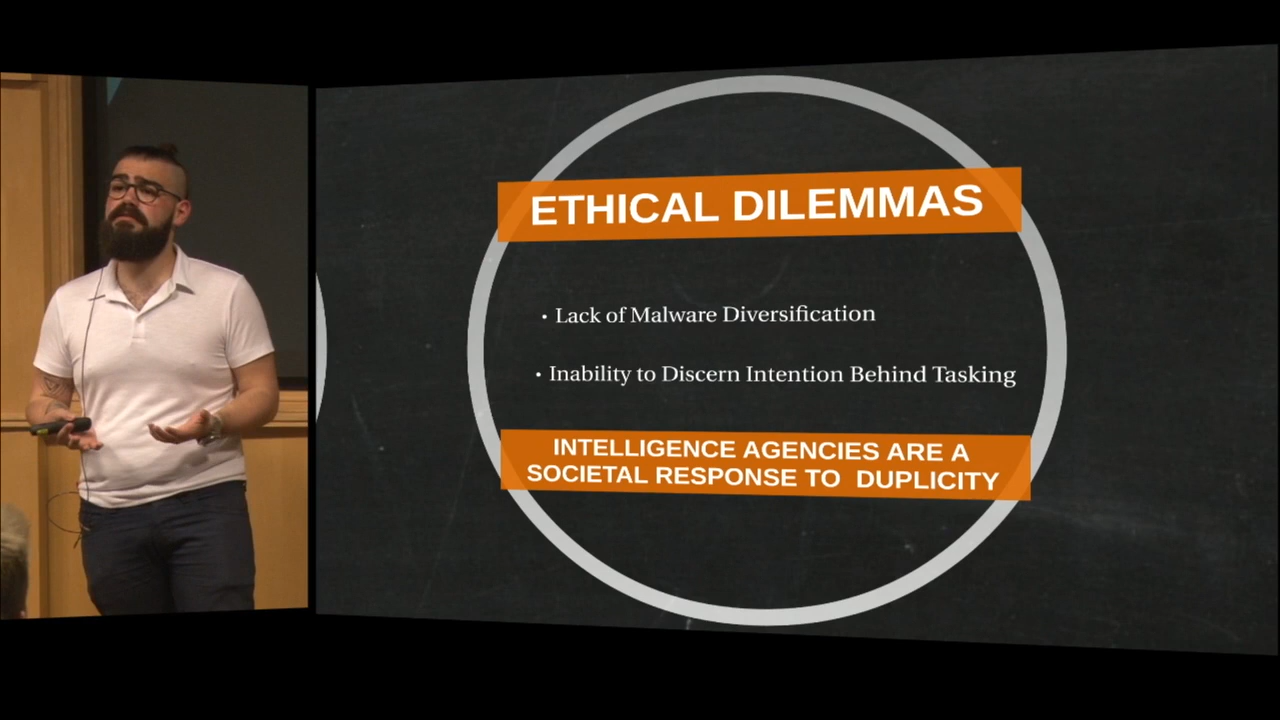 ETHICAL DILEMMAS
• Lack of Malware Diversification
• Inability to Discern Intention Behind Tasking
INTELLIGENCE AGENCIES ARE A
SOCIETAL RESPONSE TO DUPLICITY